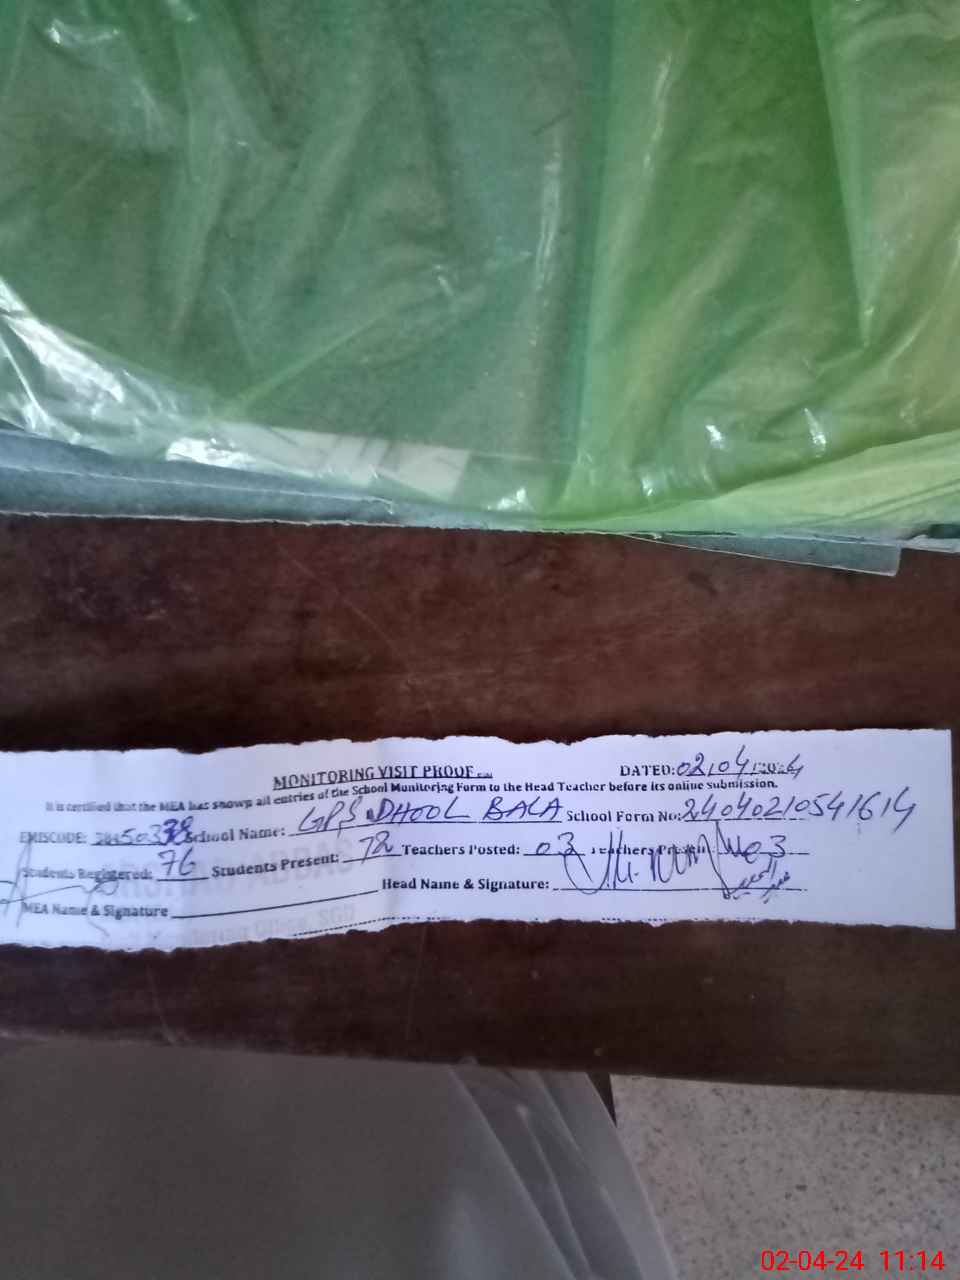 MONITORING VISIT PROOF
DATED: 02/04/2024
It is certified that the MEA has shown all entries of the School Monitoring Form to the Head Teacher before its online submission.
EMISCODE: 38450338 School Name: GPS DHOOL BALA School Form No: 24040210541614
Students Registered: 76 Students Present: 72 Teachers Posted: 03 Teachers Present: 03
MEA Name & Signature Head Name & Signature:
02-04-24 11:14